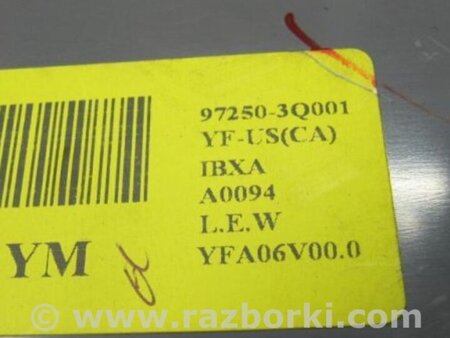 97250-3Q001
YF-US(CA)
IBXA
A0094
L.E.W
YM
YFA06V00.0
© www.razborki.com